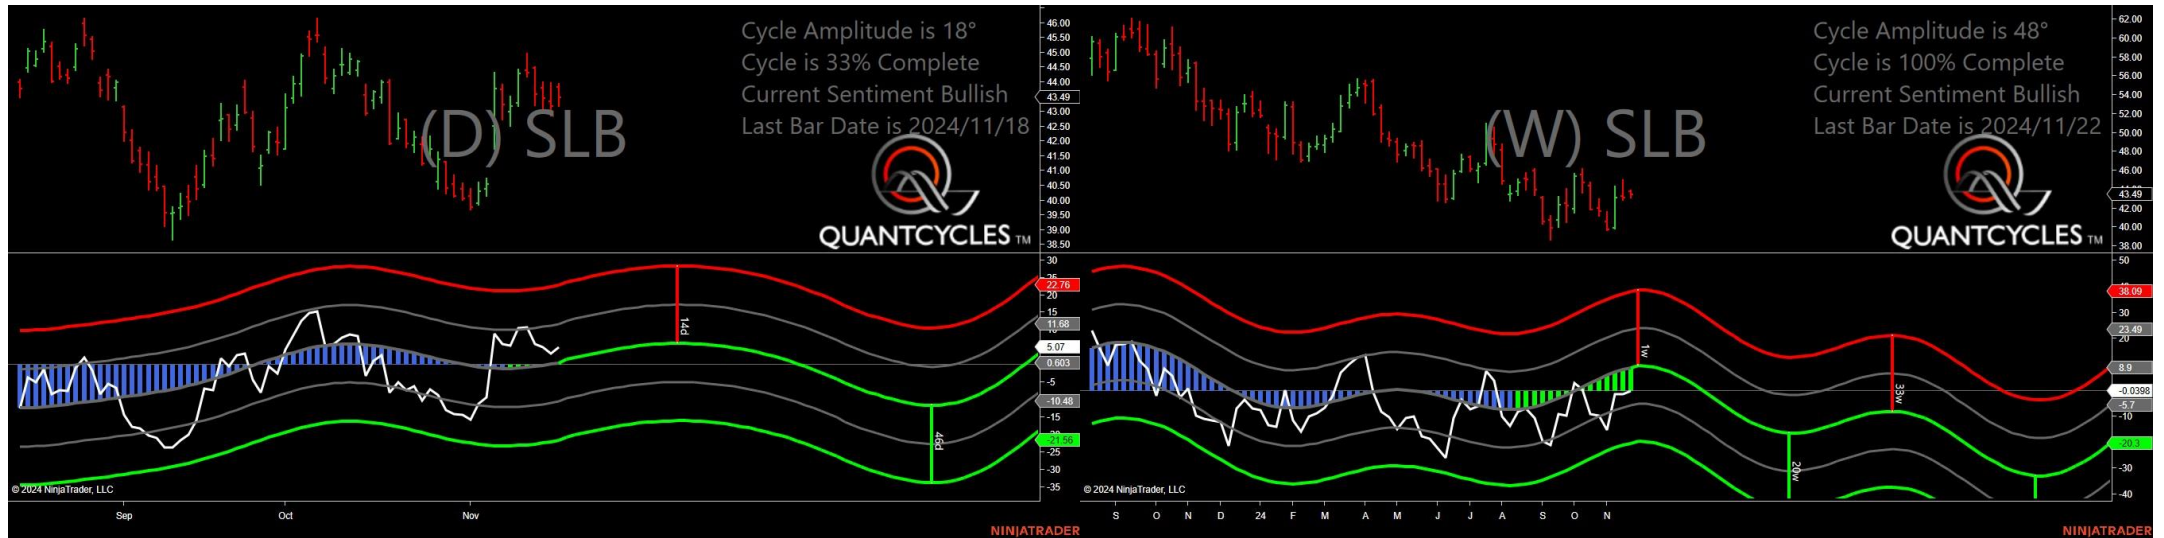 Cycle Amplitude is 18°
Cycle is 33% Complete
Current Sentiment Bullish
Last Bar Date is 2024/11/18
(D) SLB
QUANTCYCLES TM
46.00
45.50
45.00
44.50
44.00
43.49
43.00
42.50
42.00
41.50
41.00
40.50
40.00
39.50
39.00
38.50
30
25
22.76
20
15
11.68
5.07
0.603
-5
-10.48
-15
-21.56
-25
-30
-35
14d
46d
© 2024 NinjaTrader, LLC
Sep
Oct
Nov
NINJATRADER
Cycle Amplitude is 48°
Cycle is 100% Complete
Current Sentiment Bullish
Last Bar Date is 2024/11/22
(W) SLB
QUANTCYCLES TM
62.00
60.00
58.00
56.00
54.00
52.00
50.00
48.00
46.00
43.49
42.00
40.00
38.00
50
38.09
30
23.49
20
8.9
-0.0398
-5.7
-10
-20.3
-30
-40
1w
33w
20w
© 2024 NinjaTrader, LLC
S O N D 24 F M A M J J A S O N
NINJATRADER